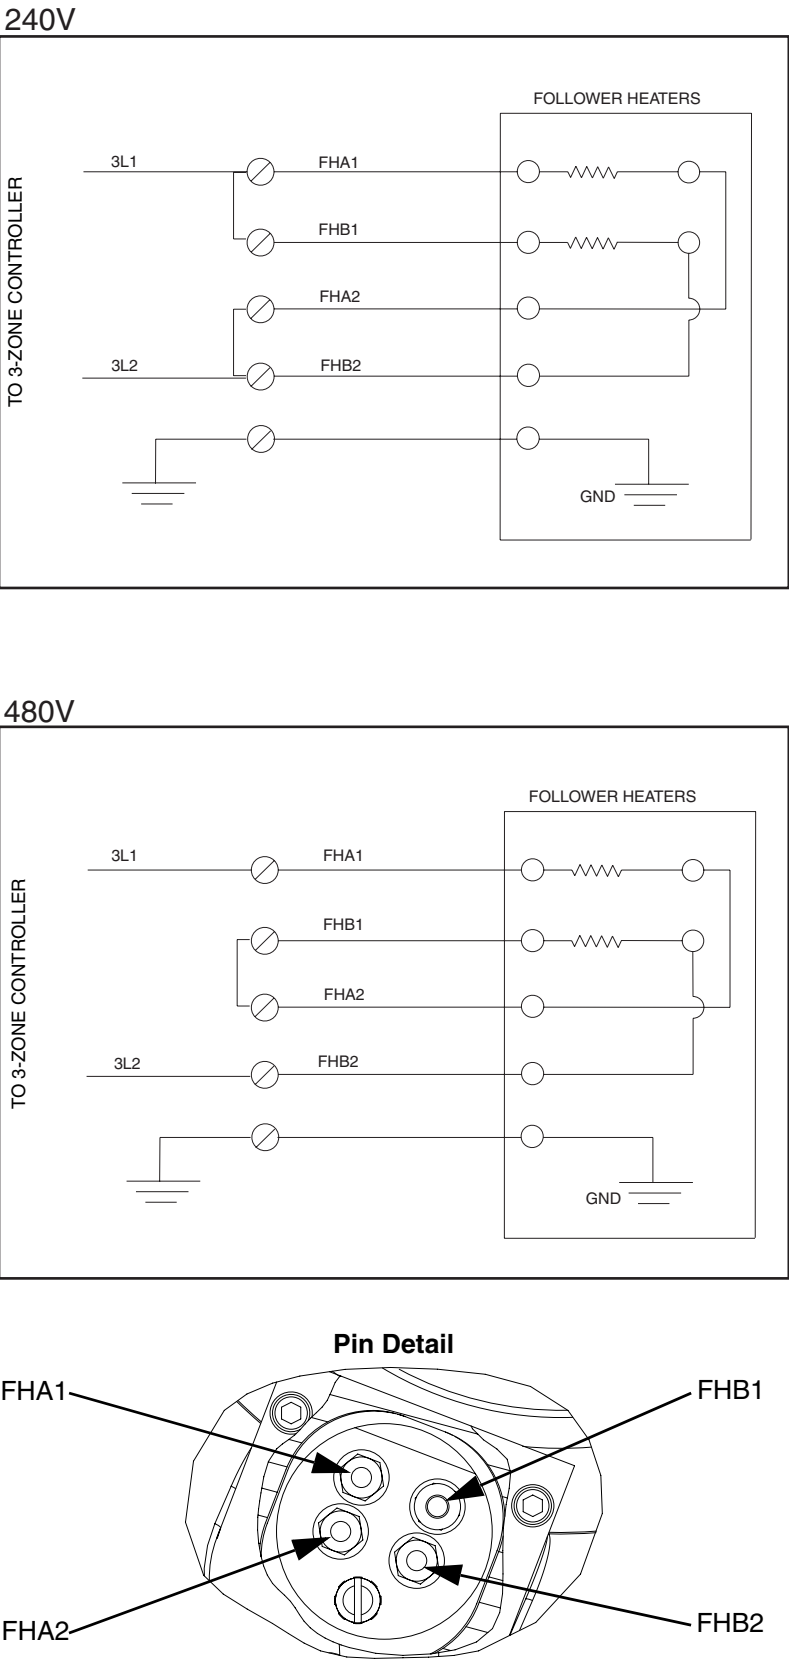 240V
FOLLOWER HEATERS
3L1
FHA1
FHB1
FHA2
3L2
FHB2
TO 3-ZONE CONTROLLER
GND
480V
FOLLOWER HEATERS
3L1
FHA1
FHB1
FHA2
3L2
FHB2
TO 3-ZONE CONTROLLER
GND
Pin Detail
FHA1
FHB1
FHA2
FHB2